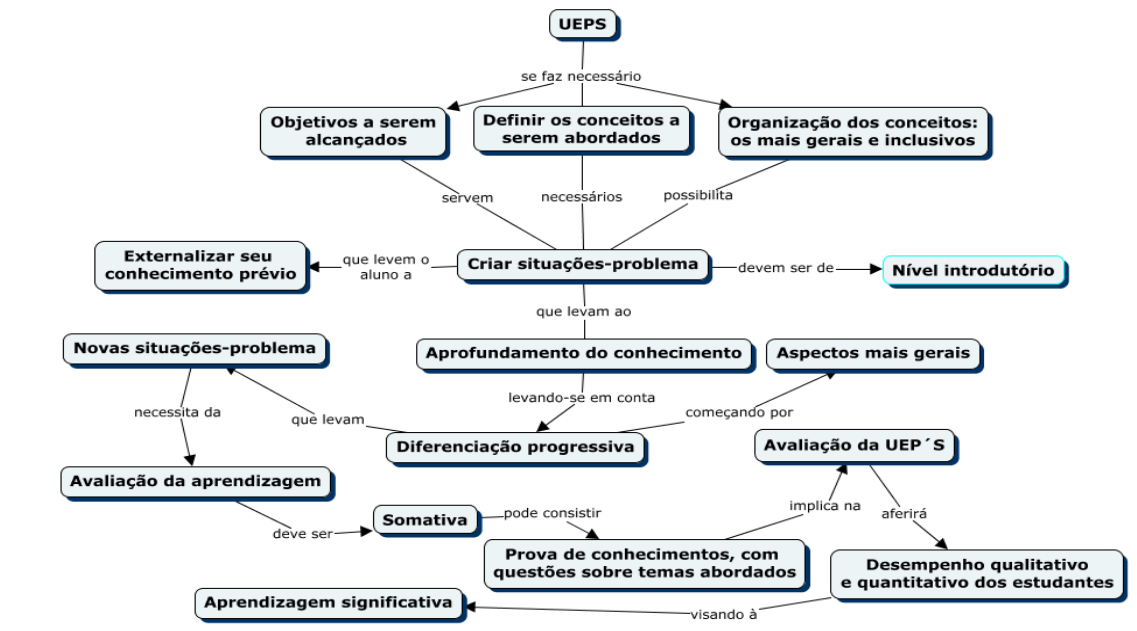 UEPS
se faz necessário
Objetivos a serem
alcançados
Definir os conceitos a
serem abordados
Organização dos conceitos:
os mais gerais e inclusivos
servem
necessários
possibilita
Externalizar seu
conhecimento prévio
que levem o
aluno a
Criar situações-problema
devem ser de
Nível introdutório
que levam ao
Novas situações-problema
Aprofundamento do conhecimento
Aspectos mais gerais
necessita da
que levam
levando-se em conta
começando por
Diferenciação progressiva
Avaliação da UEP´S
Avaliação da aprendizagem
deve ser
Somativa
pode consistir
implica na
aferirá
Prova de conhecimentos, com
questões sobre temas abordados
Desempenho qualitativo
e quantitativo dos estudantes
Aprendizagem significativa
visando à